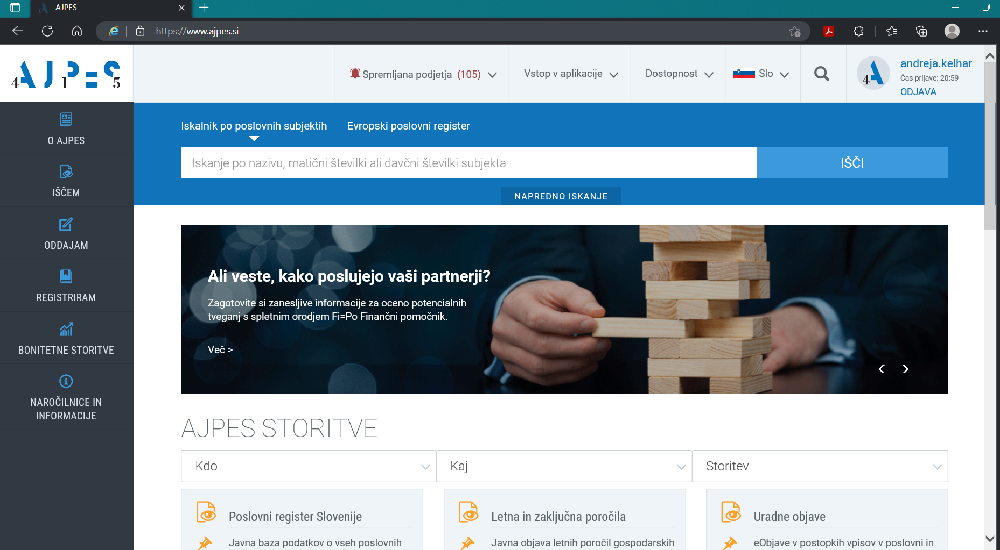 AJPES
https://www.ajpes.si
4AJPES 1 5
Spremljana podjetja (105)
Vstop v aplikacije
Dostopnost
Slo
4A
andreja.kelhar
Čas prijave: 20:59
ODJAVA
O AJPES
IŠČEM
ODDAJAM
REGISTRIRAM
BONITETNE STORITVE
NAROČILNICE IN
INFORMACIJE
Iskalnik po poslovnih subjektih
Evropski poslovni register
Iskanje po nazivu, matični številki ali davčni številki subjekta
IŠČI
NAPREDNO ISKANJE
Ali veste, kako poslujejo vaši partnerji?
Zagotovite si zanesljive informacije za oceno potencialnih
tveganj s spletnim orodjem Fi=Po Finančni pomočnik.
Več >
AJPES STORITVE
Kdo
Kaj
Storitev
Poslovni register Slovenije
Javna baza podatkov o vseh poslovnih
Letna in zaključna poročila
Javna objava letnih poročil gospodarskih
Uradne objave
eObjave v postopkih vpisov v poslovni in